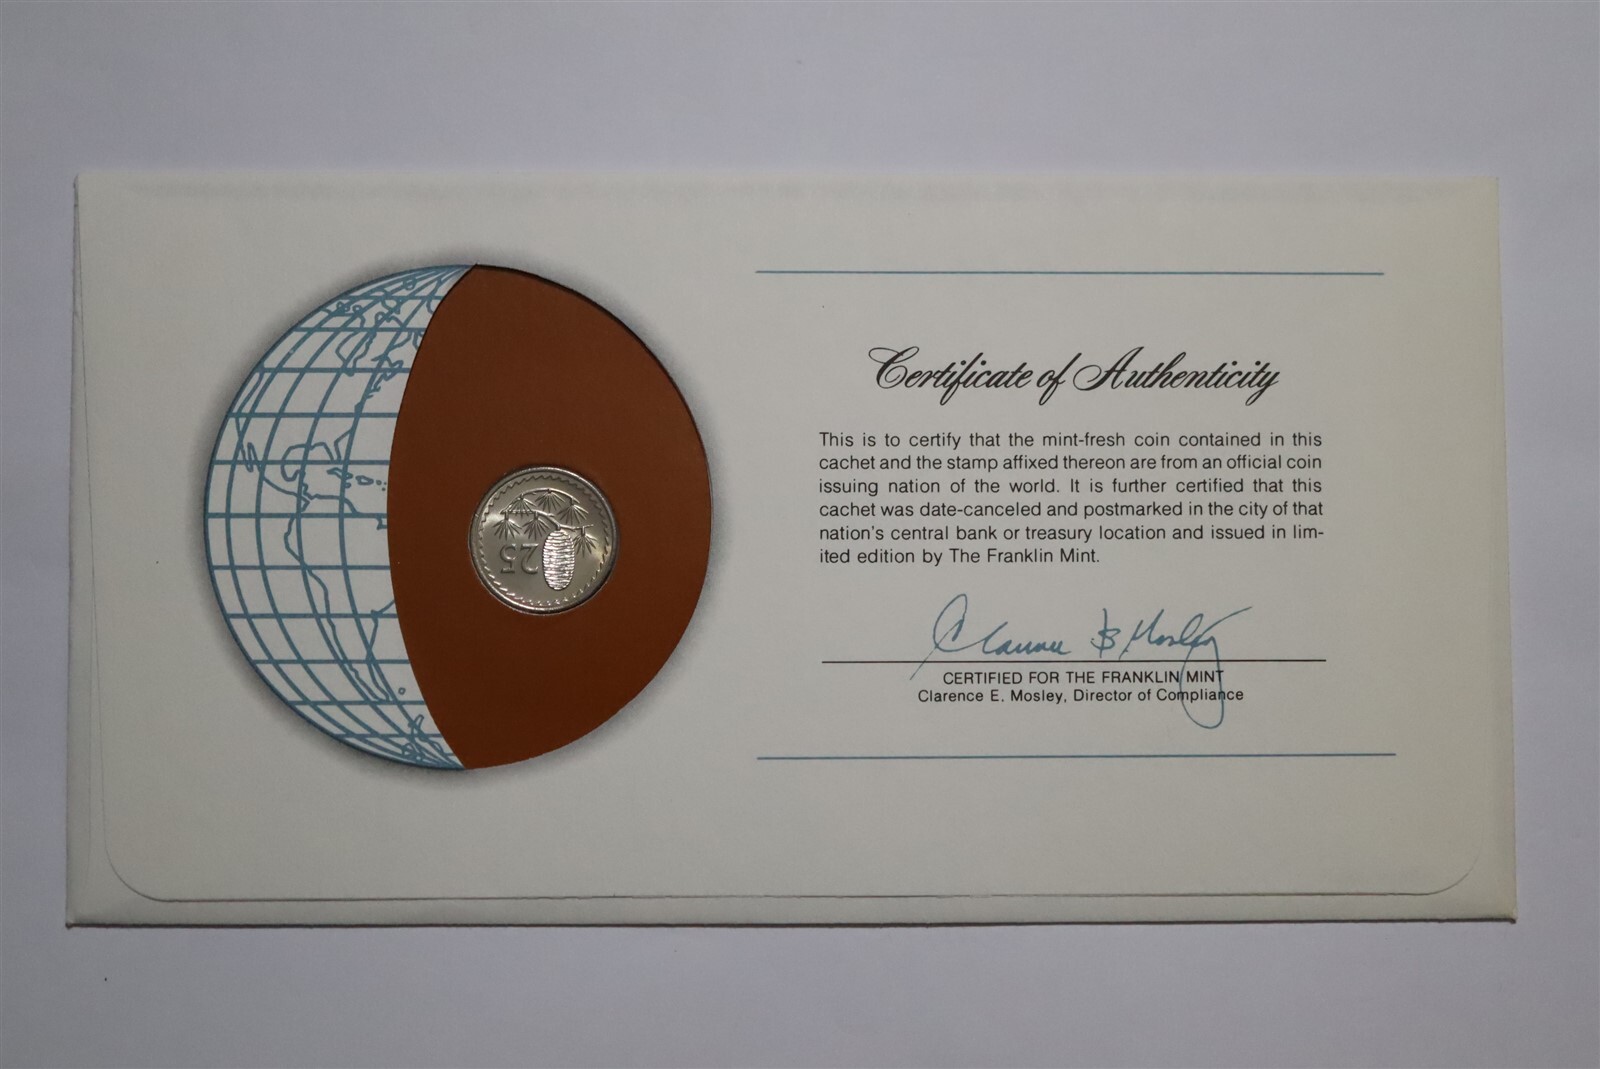 Certificate of Authenticity
This is to certify that the mint-fresh coin contained in this
cachet and the stamp affixed thereon are from an official coin
issuing nation of the world. It is further certified that this
cachet was date-canceled and postmarked in the city of that
nation's central bank or treasury location and issued in lim-
ited edition by The Franklin Mint.
Clarence E Mosley
CERTIFIED FOR THE FRANKLIN MINT
Clarence E. Mosley, Director of Compliance
25